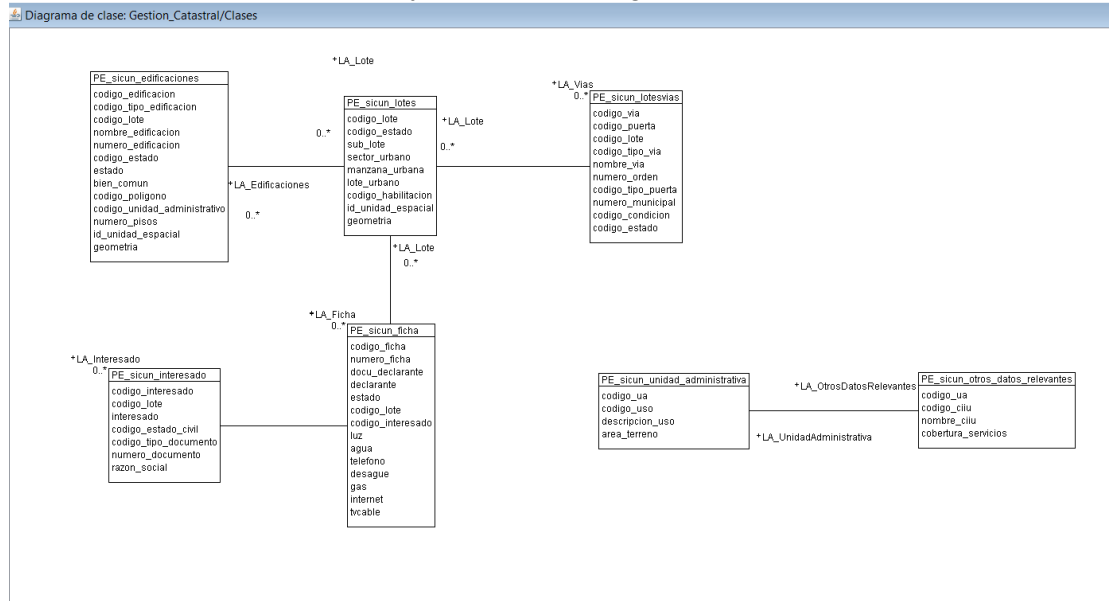 Diagrama de clase: Gestion_Catastral/Clases
+LA_Lote
PE_sicun_edificaciones
codigo_edificacion
codigo_tipo_edificacion
codigo_lote
nombre_edificacion
numero_edificacion
codigo_estado
estado
bien_comun
codigo_poligono
codigo_unidad_administrativo
numero_pisos
id_unidad_espacial
geometria
0..*
+LA_Edificaciones
0..*
PE_sicun_lotes
codigo_lote
codigo_estado
sub_lote
sector_urbano
manzana_urbana
lote_urbano
codigo_habilitacion
id_unidad_espacial
geometria
+LA_Lote
0..*
+LA_Vias
0..*
PE_sicun_lotesvias
codigo_via
codigo_puerta
codigo_lote
codigo_tipo_via
nombre_via
numero_orden
codigo_tipo_puerta
numero_municipal
codigo_condicion
codigo_estado
+LA_Lote
0..*
+LA_Ficha
0..*
PE_sicun_ficha
codigo_ficha
numero_ficha
docu_declarante
declarante
estado
codigo_lote
codigo_interesado
luz
agua
telefono
desague
gas
internet
tvcable
+LA_Interesado
0..*
PE_sicun_interesado
codigo_interesado
codigo_lote
interesado
codigo_estado_civil
codigo_tipo_documento
numero_documento
razon_social
PE_sicun_unidad_administrativa
codigo_ua
codigo_uso
descripcion_uso
area_terreno
+LA_OtrosDatosRelevantes
+LA_UnidadAdministrativa
PE_sicun_otros_datos_relevantes
codigo_ua
codigo_ciiu
nombre_ciiu
cobertura_servicios